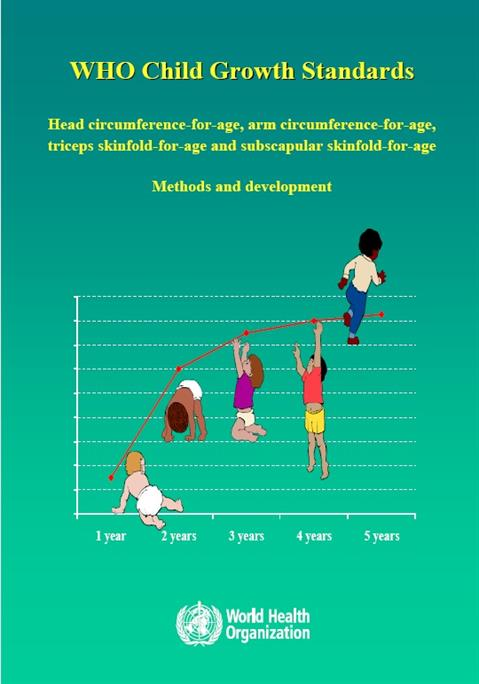 WHO Child Growth Standards
Head circumference-for-age, arm circumference-for-age,
triceps skinfold-for-age and subscapular skinfold-for-age
Methods and development
1 year 2 years 3 years 4 years 5 years
World Health
Organization